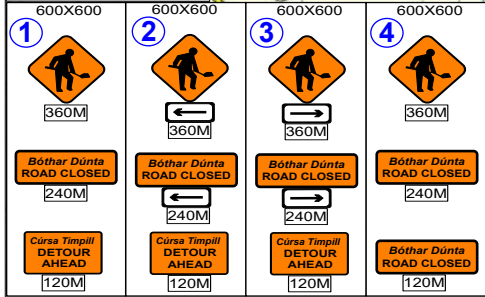 600X600
1
360M
Bóthar Dúnta
ROAD CLOSED
240M
Cúrsa Timpill
DETOUR
AHEAD
120M
600X600
2
360M
Bóthar Dúnta
ROAD CLOSED
240M
Cúrsa Timpill
DETOUR
AHEAD
120M
600X600
3
360M
Bóthar Dúnta
ROAD CLOSED
240M
Cúrsa Timpill
DETOUR
AHEAD
120M
600X600
4
360M
Bóthar Dúnta
ROAD CLOSED
240M
Bóthar Dúnta
ROAD CLOSED
120M